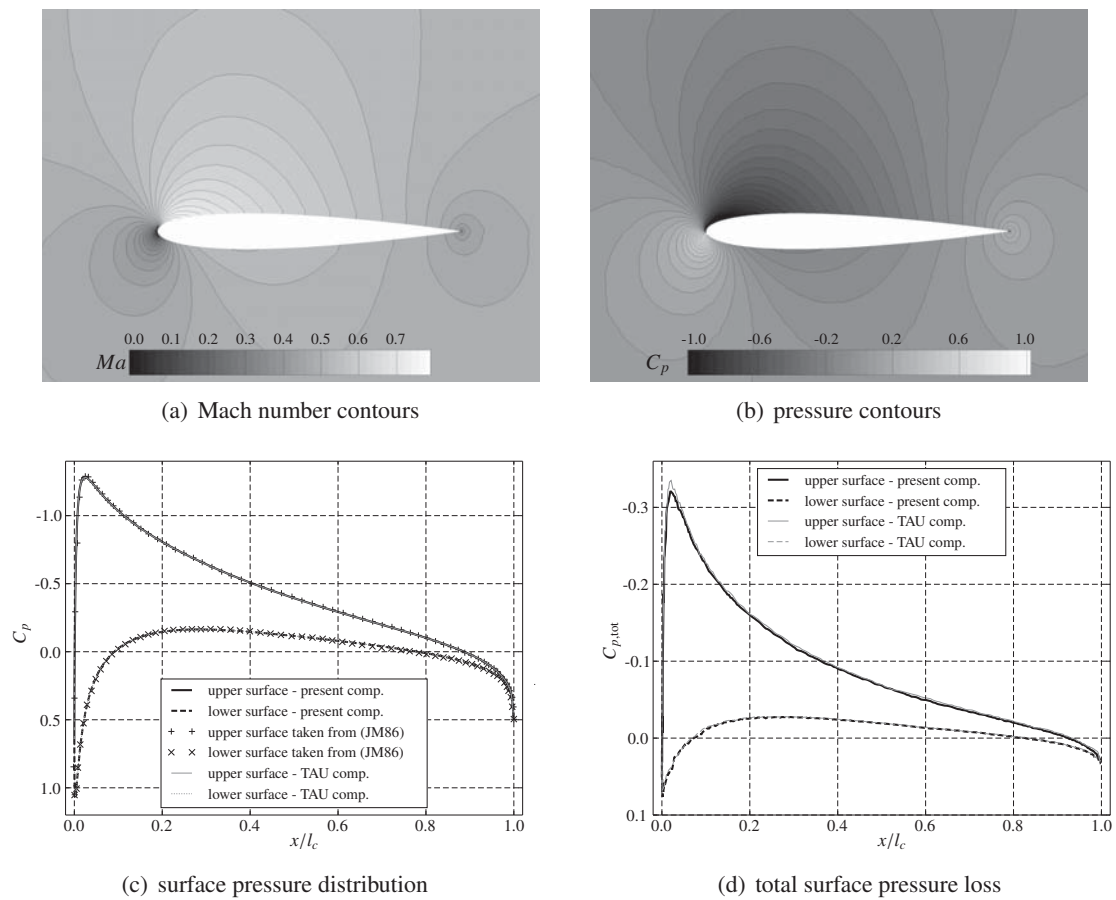 0.0 0.1 0.2 0.3 0.4 0.5 0.6 0.7
Ma
-1.0 -0.6 -0.2 0.2 0.6 1.0
C_p
(a) Mach number contours
(b) pressure contours
-1.0
-0.5
0.0
0.5
1.0
C_p
upper surface - present comp.
lower surface - present comp.
upper surface taken from (JM86)
lower surface taken from (JM86)
upper surface - TAU comp.
lower surface - TAU comp.
0.0 0.2 0.4 0.6 0.8 1.0
x/l_c
-0.3
-0.2
-0.1
0.0
0.1
C_p,tot
upper surface - present comp.
lower surface - present comp.
upper surface - TAU comp.
lower surface - TAU comp.
0.0 0.2 0.4 0.6 0.8 1.0
x/l_c
(c) surface pressure distribution
(d) total surface pressure loss